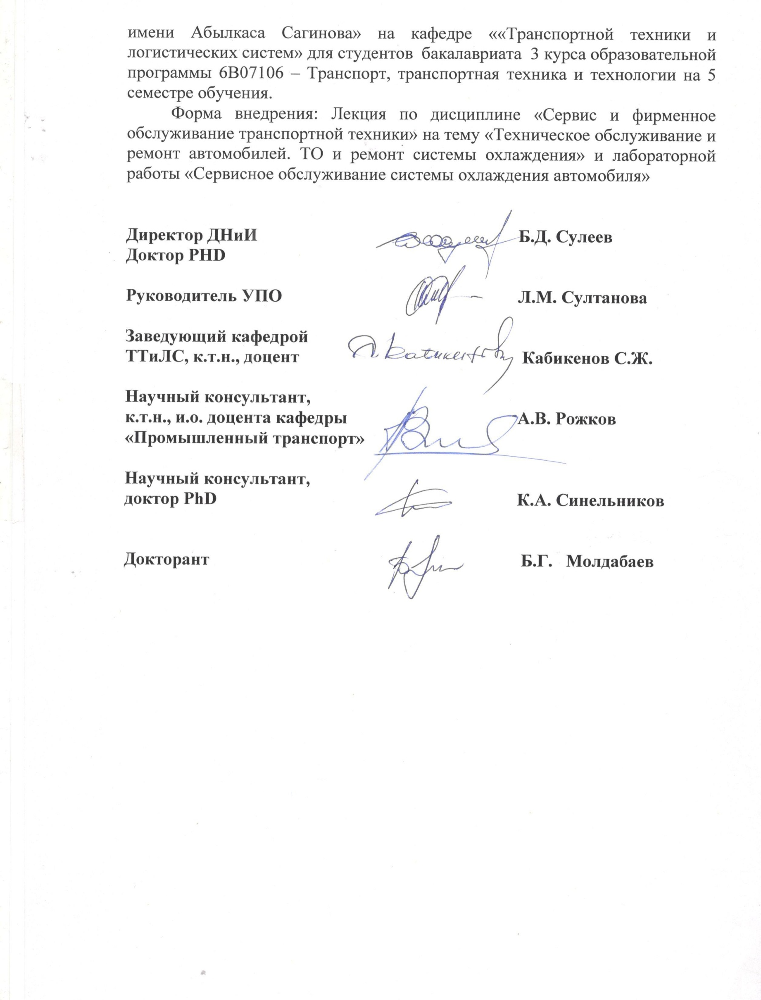 имени Абылкаса Сагинова» на кафедре ««Транспортной техники и
логистических систем» для студентов бакалавриата 3 курса образовательной
программы 6В07106 – Транспорт, транспортная техника и технологии на 5
семестре обучения.
Форма внедрения: Лекция по дисциплине «Сервис и фирменное
обслуживание транспортной техники» на тему «Техническое обслуживание и
ремонт автомобилей. ТО и ремонт системы охлаждения» и лабораторной
работы «Сервисное обслуживание системы охлаждения автомобиля»
Директор ДНиИ Б.Д. Сулеев
Доктор PHD
Руководитель УПО Л.М. Султанова
Заведующий кафедрой
ТТиЛС, к.т.н., доцент Кабикенов С.Ж.
Научный консультант,
к.т.н., и.о. доцента кафедры А.В. Рожков
«Промышленный транспорт»
Научный консультант,
доктор PhD К.А. Синельников
Докторант Б.Г. Молдабаев